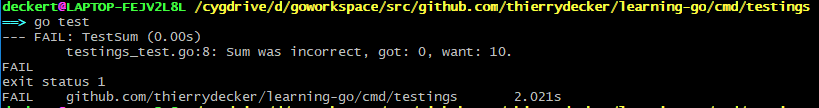 deckert@LAPTOP-FEJV2L8L /cygdrive/d/goworkspace/src/github.com/thierrydecker/learning-go/cmd/testings
==> go test
--- FAIL: TestSum (0.00s)
        testings_test.go:8: Sum was incorrect, got: 0, want: 10.
FAIL
exit status 1
FAIL    github.com/thierrydecker/learning-go/cmd/testings       2.021s